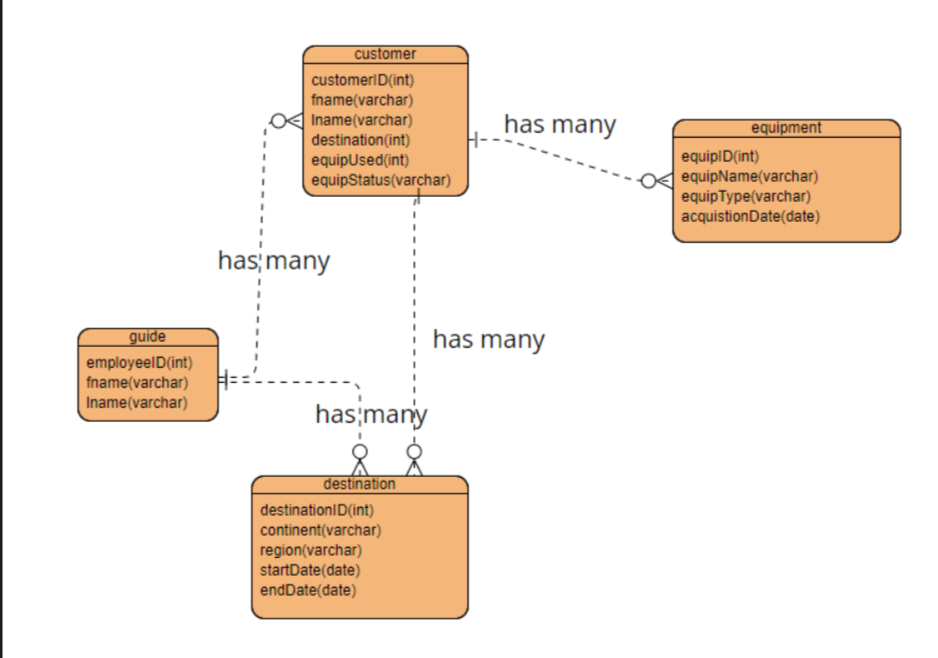 customer
customerID(int)
fname(varchar)
lname(varchar)
destination(int)
equipUsed(int)
equipStatus(varchar)
has many
equipment
equipID(int)
equipName(varchar)
equipType(varchar)
acquistionDate(date)
has many
guide
employeeID(int)
fname(varchar)
lname(varchar)
has many
has many
destination
destinationID(int)
continent(varchar)
region(varchar)
startDate(date)
endDate(date)